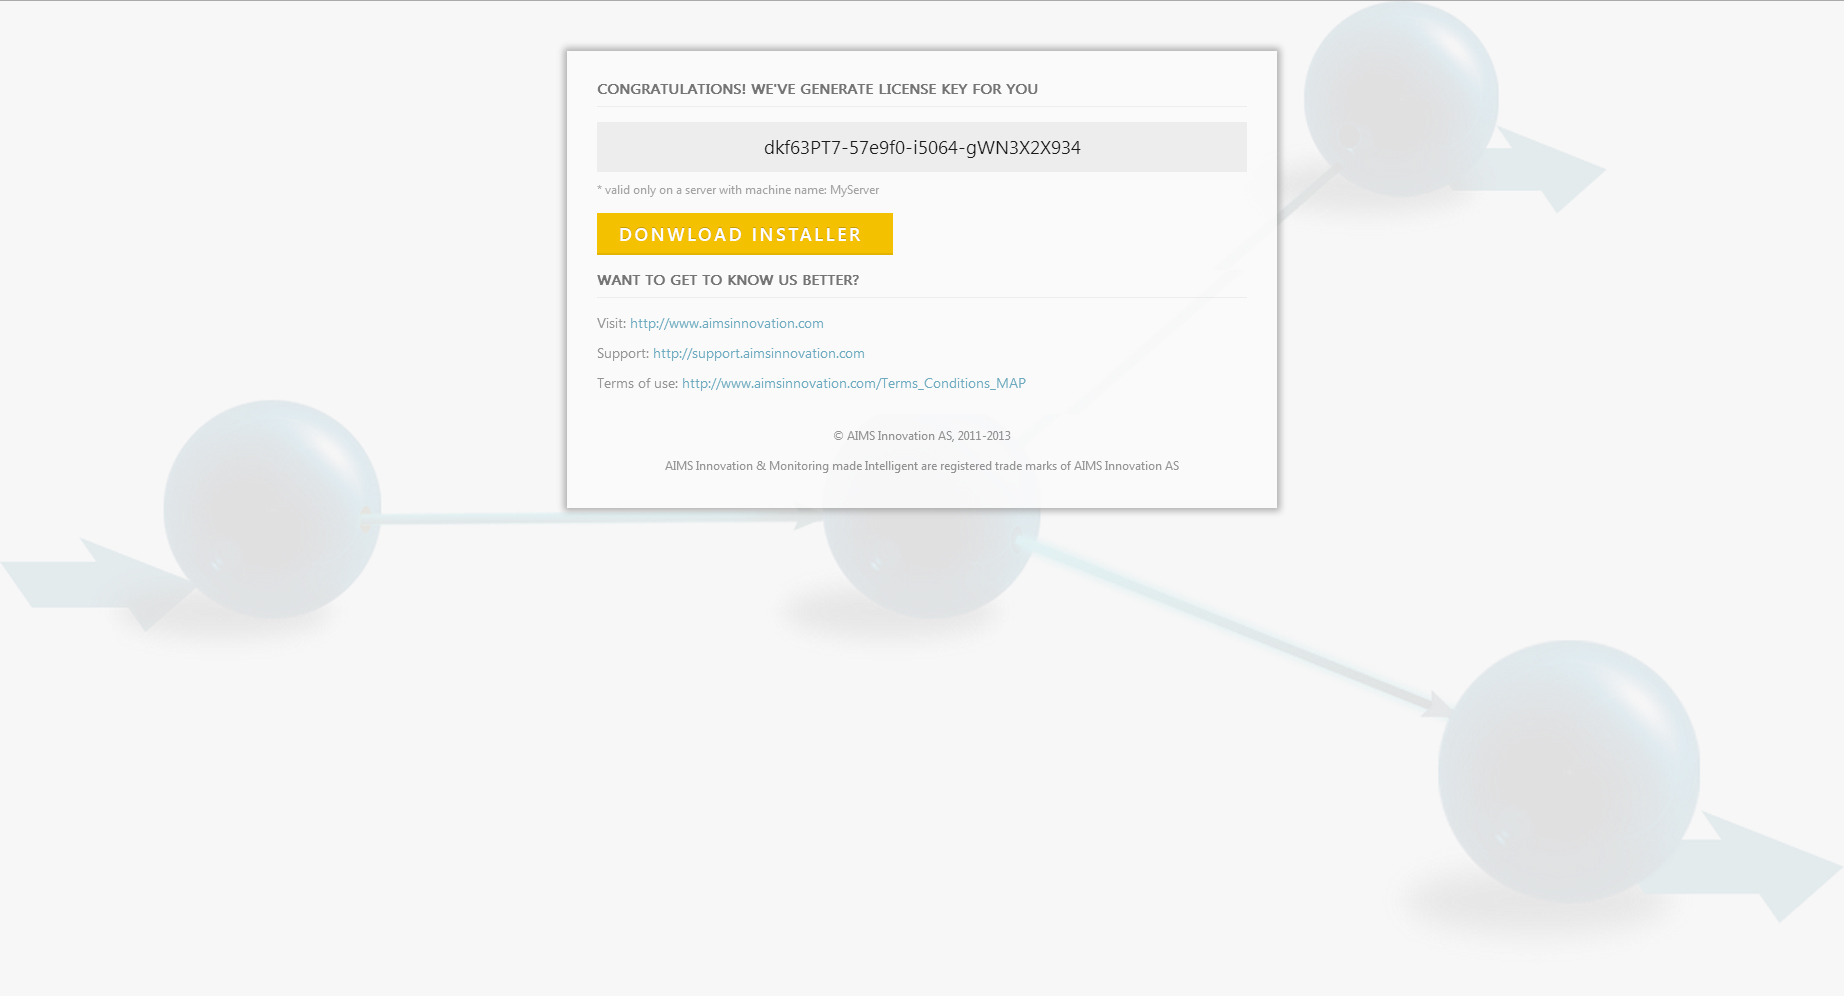 CONGRATULATIONS! WE'VE GENERATE LICENSE KEY FOR YOU
dkf63PT7-57e9f0-i5064-gWN3X2X934
* valid only on a server with machine name: MyServer
DONWLOAD INSTALLER
WANT TO GET TO KNOW US BETTER?
Visit: http://www.aimsinnovation.com
Support: http://support.aimsinnovation.com
Terms of use: http://www.aimsinnovation.com/Terms_Conditions_MAP
© AIMS Innovation AS, 2011-2013
AIMS Innovation & Monitoring made Intelligent are registered trade marks of AIMS Innovation AS